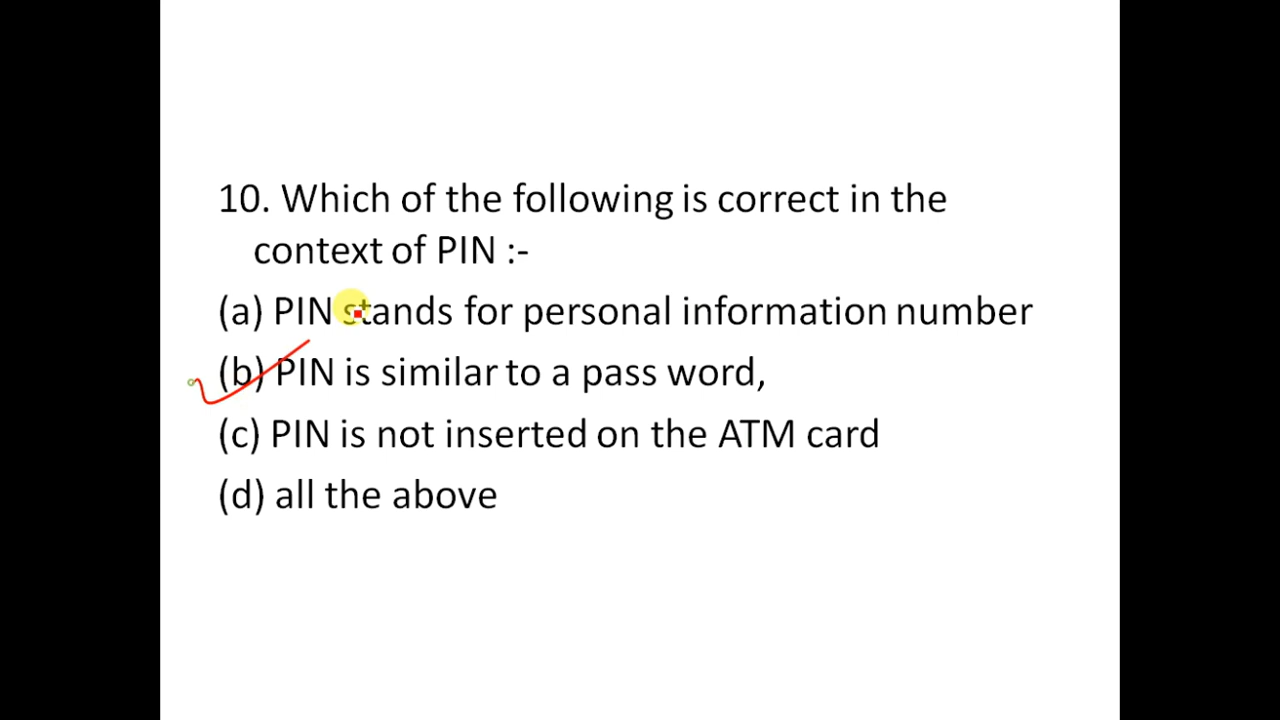 10. Which of the following is correct in the
context of PIN :-
(a) PIN stands for personal information number
(b) PIN is similar to a pass word,
(c) PIN is not inserted on the ATM card
(d) all the above